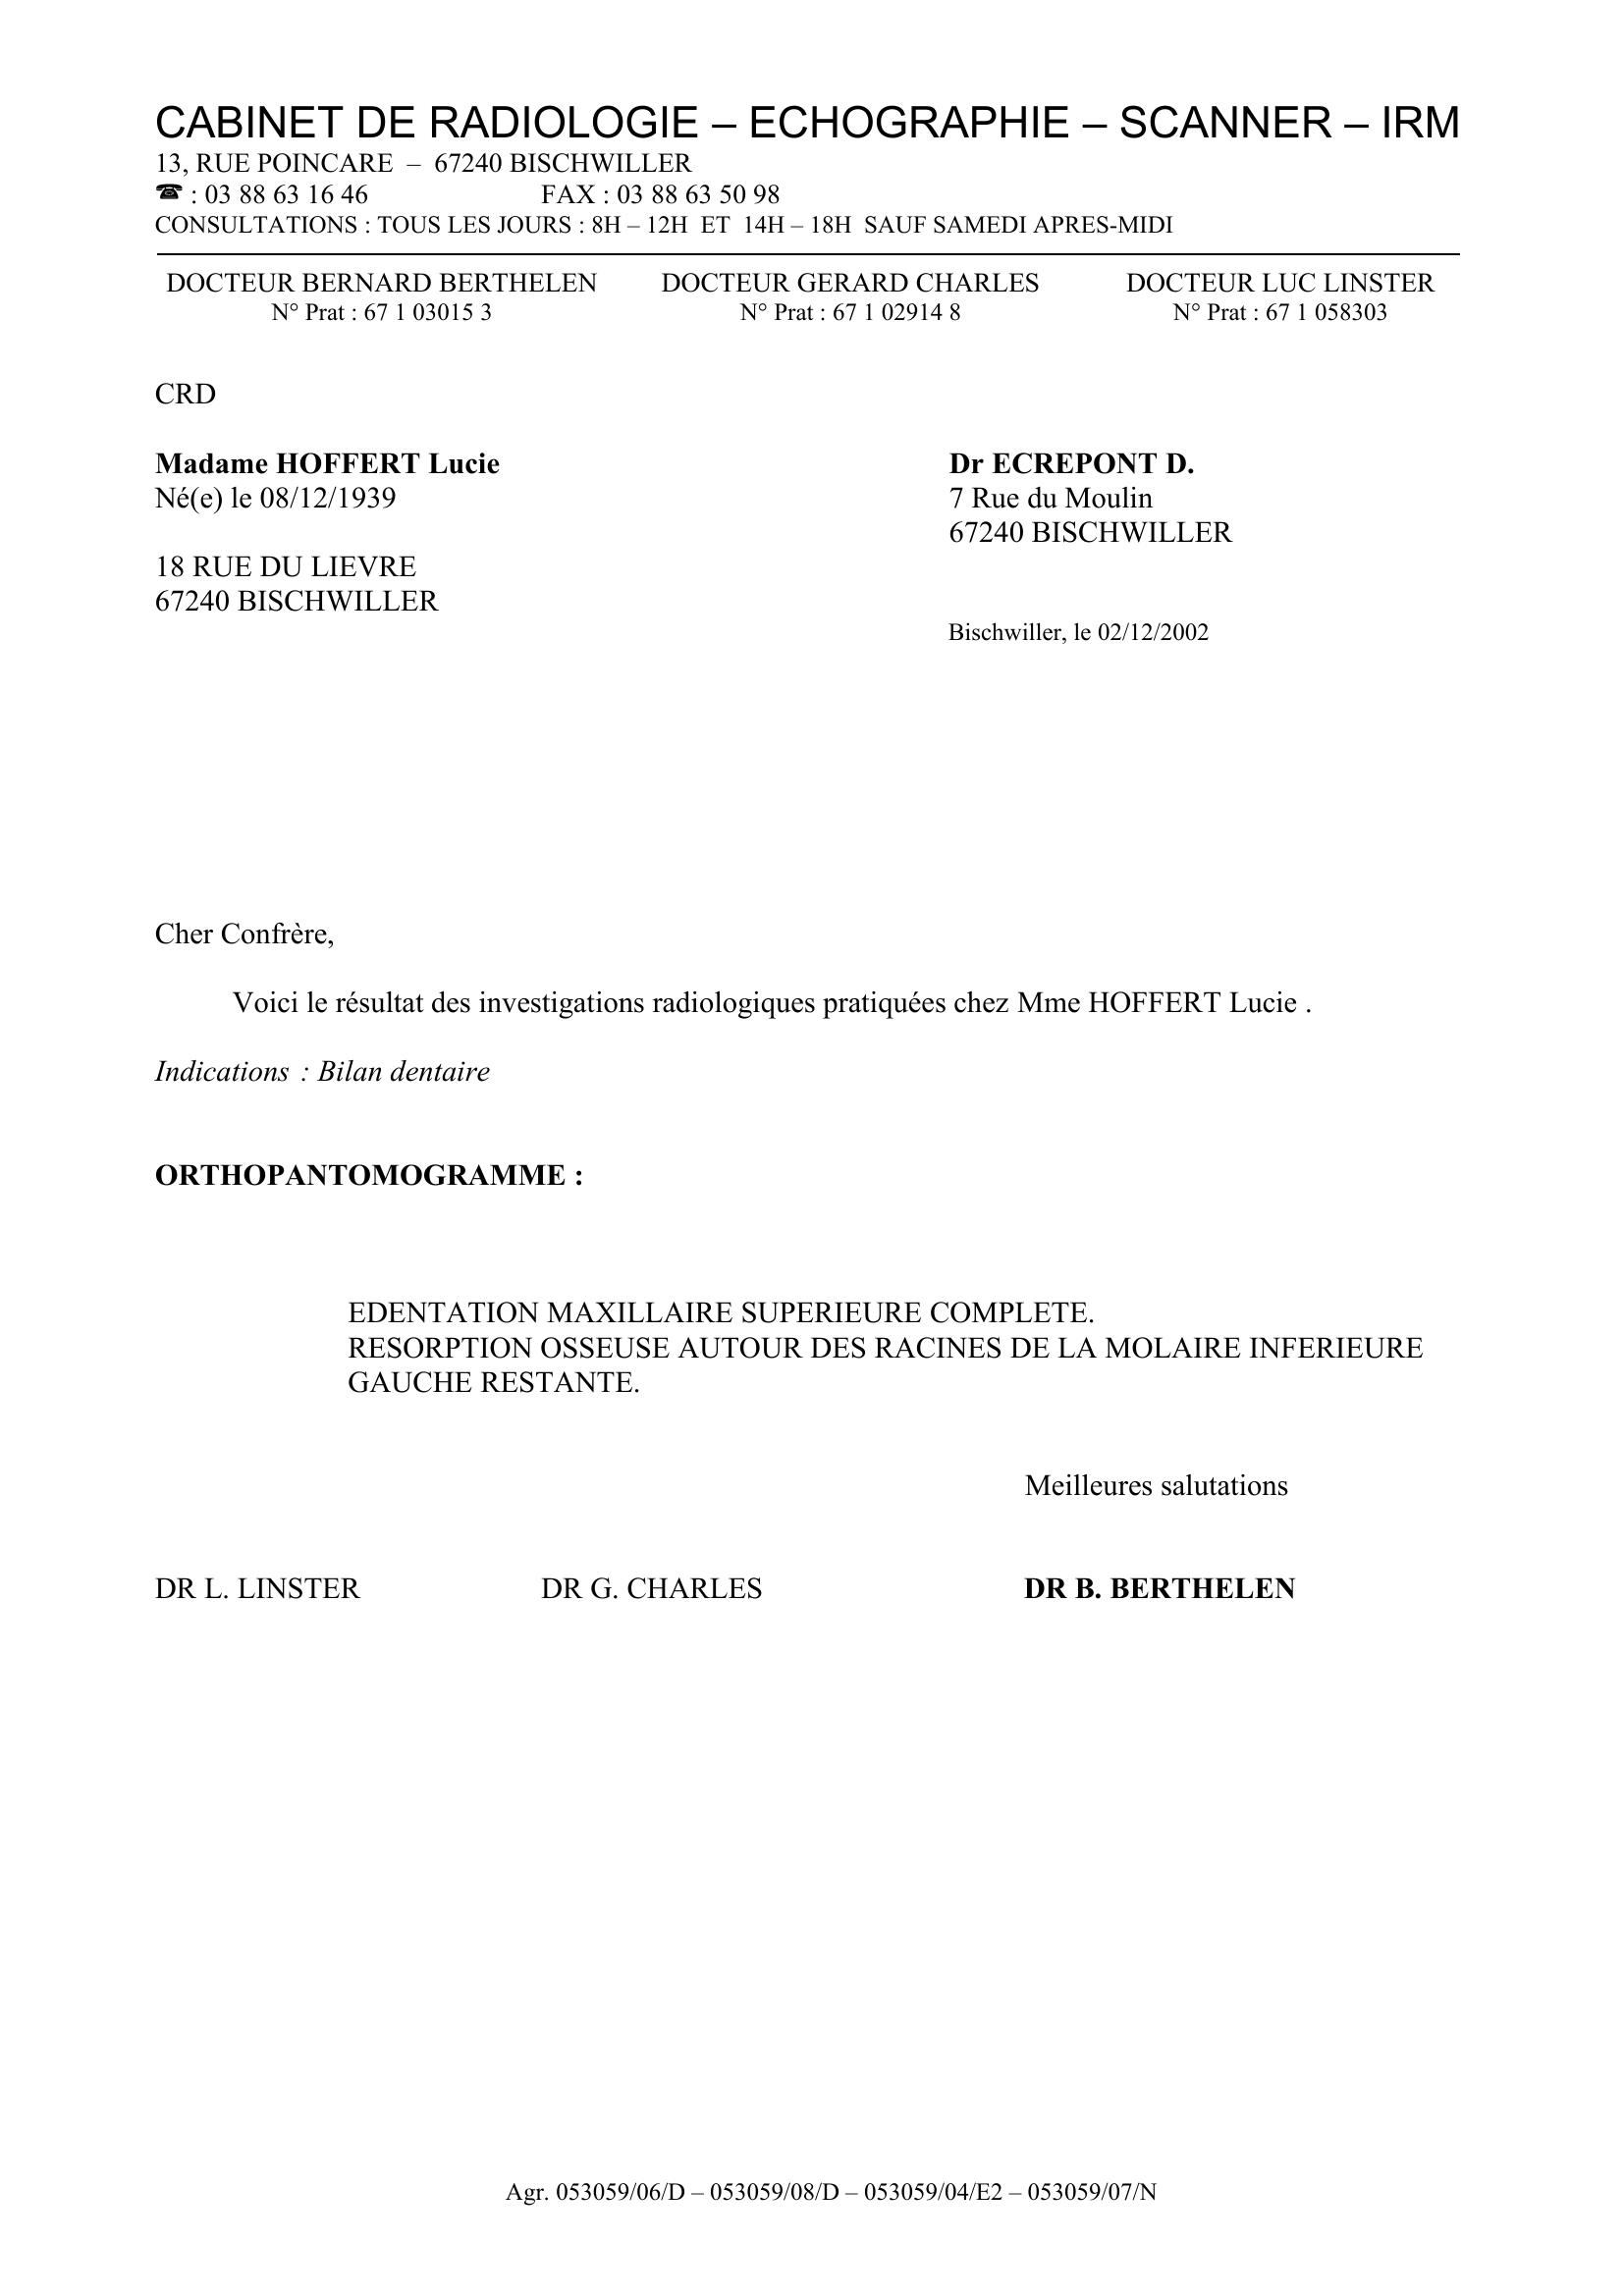 CABINET DE RADIOLOGIE – ECHOGRAPHIE – SCANNER – IRM
13, RUE POINCARE – 67240 BISCHWILLER
☎ : 03 88 63 16 46 FAX : 03 88 63 50 98
CONSULTATIONS : TOUS LES JOURS : 8H – 12H ET 14H – 18H SAUF SAMEDI APRES-MIDI
DOCTEUR BERNARD BERTHELEN DOCTEUR GERARD CHARLES DOCTEUR LUC LINSTER
N° Prat : 67 1 03015 3 N° Prat : 67 1 02914 8 N° Prat : 67 1 058303
CRD
Madame HOFFERT Lucie
Né(e) le 08/12/1939
18 RUE DU LIEVRE
67240 BISCHWILLER
Dr ECREPONT D.
7 Rue du Moulin
67240 BISCHWILLER
Bischwiller, le 02/12/2002
Cher Confrère,
Voici le résultat des investigations radiologiques pratiquées chez Mme HOFFERT Lucie .
Indications : Bilan dentaire
ORTHOPANTOMOGRAMME :
EDENTATION MAXILLAIRE SUPERIEURE COMPLETE.
RESORPTION OSSEUSE AUTOUR DES RACINES DE LA MOLAIRE INFERIEURE
GAUCHE RESTANTE.
Meilleures salutations
DR L. LINSTER DR G. CHARLES DR B. BERTHELEN
Agr. 053059/06/D – 053059/08/D – 053059/04/E2 – 053059/07/N